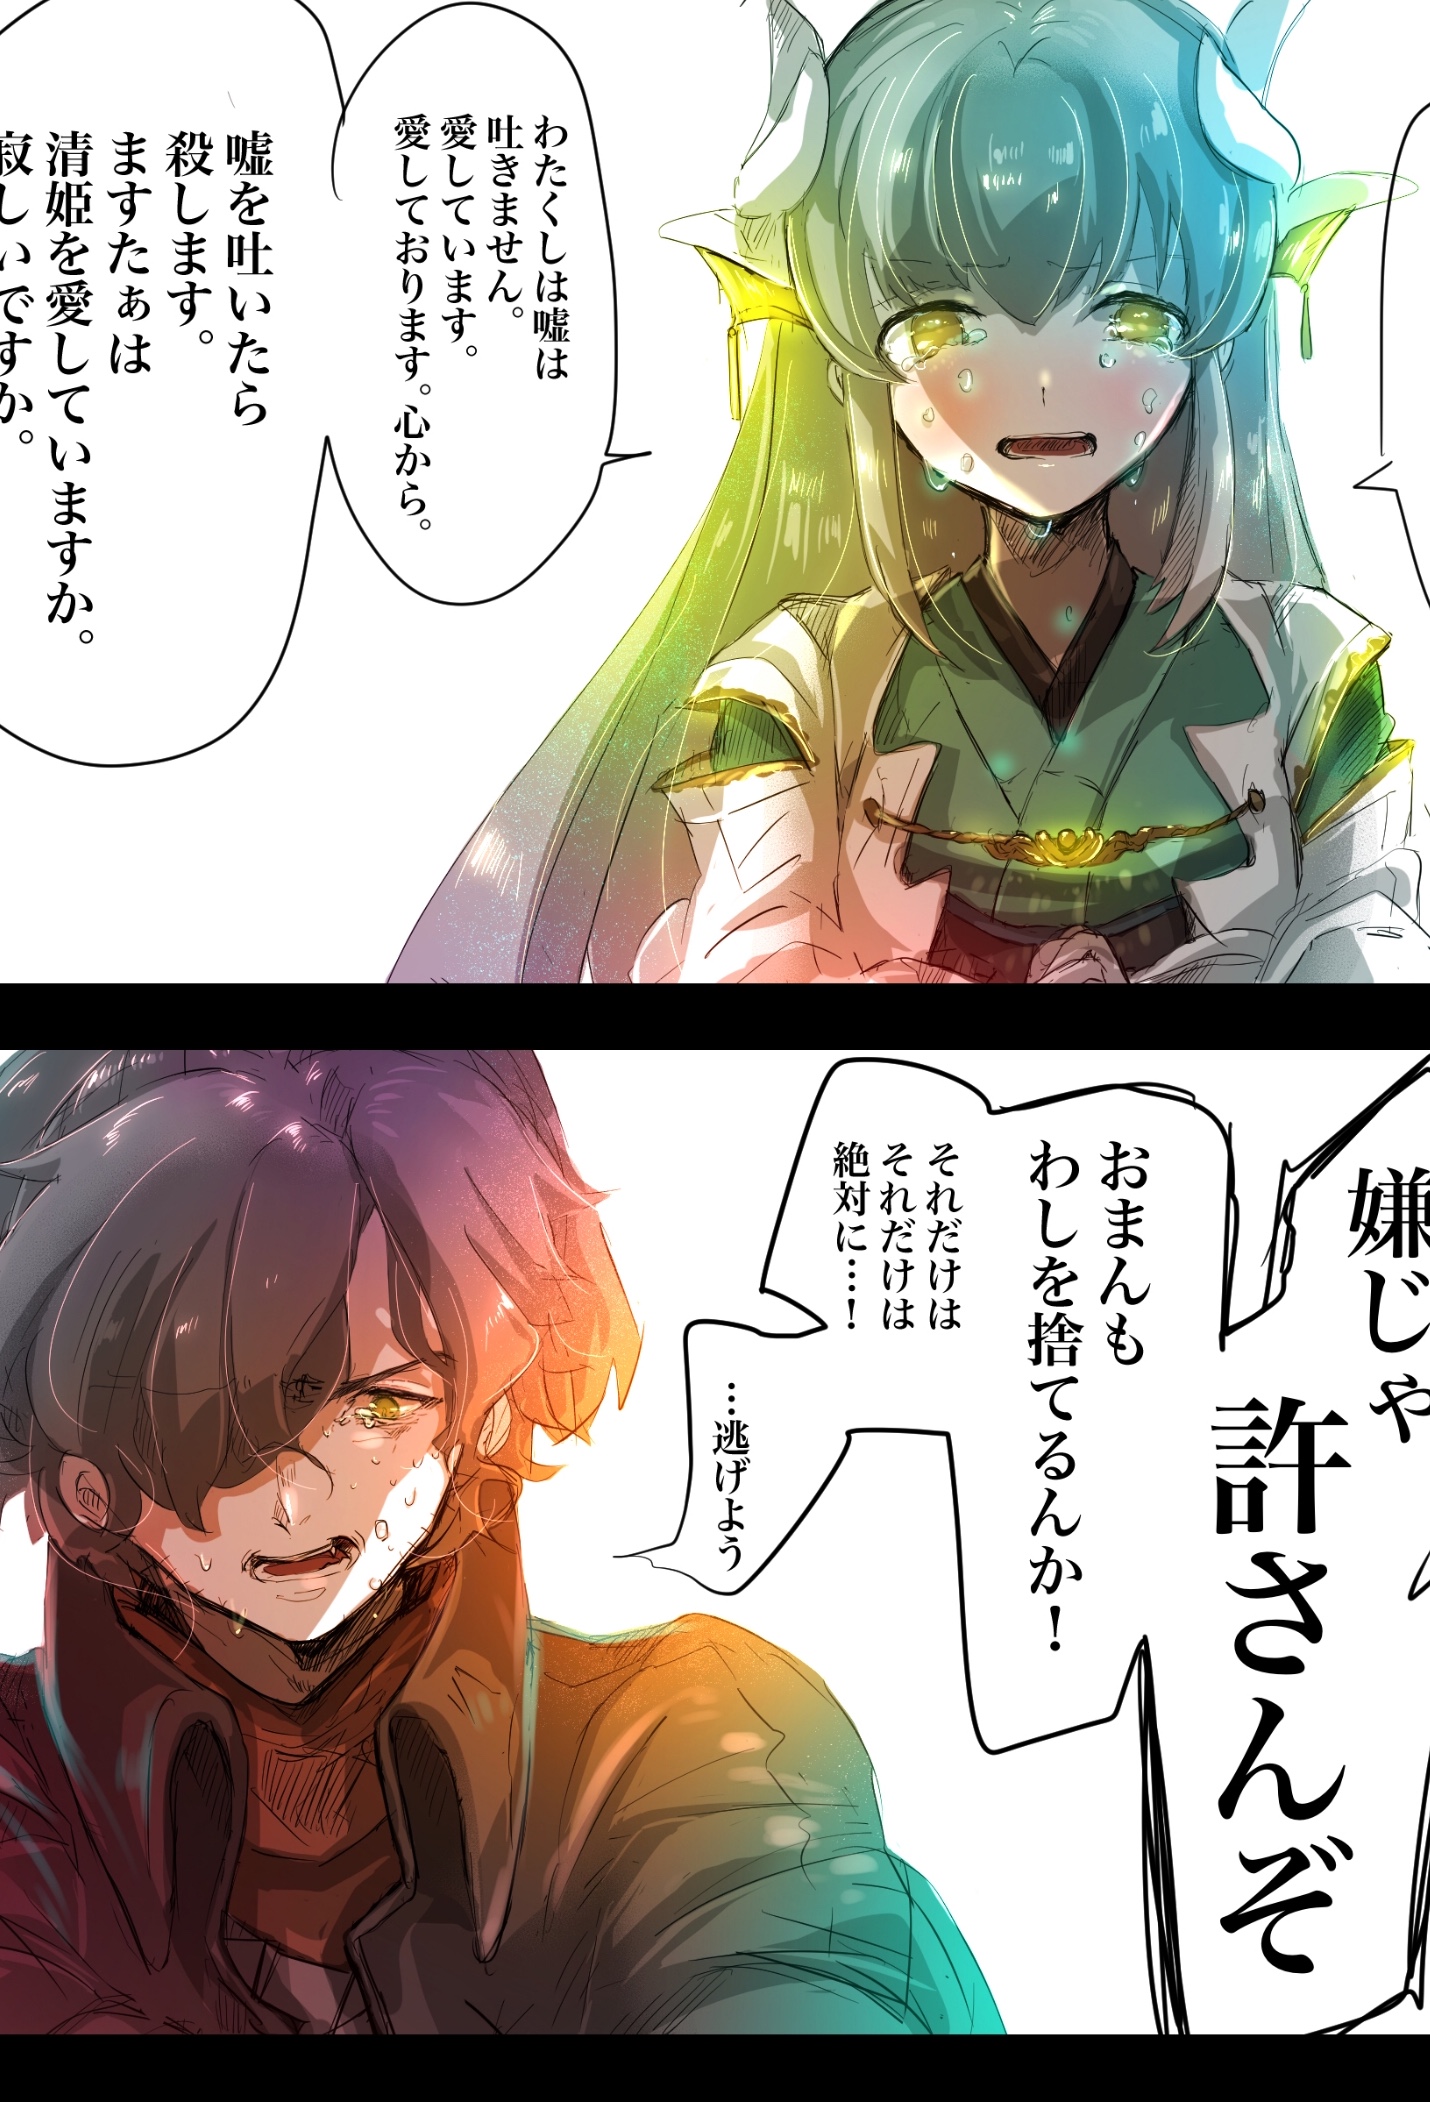 わたくしは嘘は
吐きません。
愛しています。
愛しております。心から。
嘘を吐いたら
殺します。
ますたぁは
清姫を愛していますか。
寂しいですか。
嫌じゃ
許さんぞ
おまんも
わしを捨てるんか！
それだけは
それだけは
絶対に…！
…逃げよう